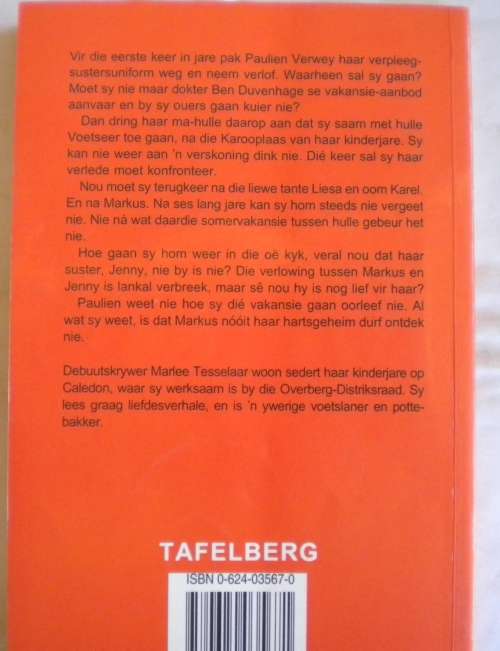 Vir die eerste keer in jare pak Paulien Verwey haar verpleeg-
sustersuniform weg en neem verlof. Waarheen sal sy gaan?
Moet sy nie maar dokter Ben Duvenhage se vakansie-aanbod
aanvaar en by sy ouers gaan kuier nie?
Dan dring haar ma-hulle daarop aan dat sy saam met hulle
Voetseer toe gaan, na die Karooplaas van haar kinderjare. Sy
kan nie weer aan 'n verskoning dink nie. Dié keer sal sy haar
verlede moet konfronteer.
Nou moet sy terugkeer na die liewe tante Liesa en oom Karel.
En na Markus. Na ses lang jare kan sy hom steeds nie vergeet
nie. Nie ná wat daardie somervakansie tussen hulle gebeur het
nie.
Hoe gaan sy hom weer in die oë kyk, veral nou dat haar
suster, Jenny, nie by is nie? Die verlowing tussen Markus en
Jenny is lankal verbreek, maar sê nou hy is nog lief vir haar?
Paulien weet nie hoe sy dié vakansie gaan oorleef nie. Al
wat sy weet, is dat Markus nóóit haar hartsgeheim durf ontdek
nie.
Debuutskrywer Marlee Tesselaar woon sedert haar kinderjare op
Caledon, waar sy werksaam is by die Overberg-Distriksraad. Sy
lees graag liefdesverhale, en is 'n ywerige voetslaner en potte-
bakker.
TAFELBERG
ISBN 0-624-03567-0